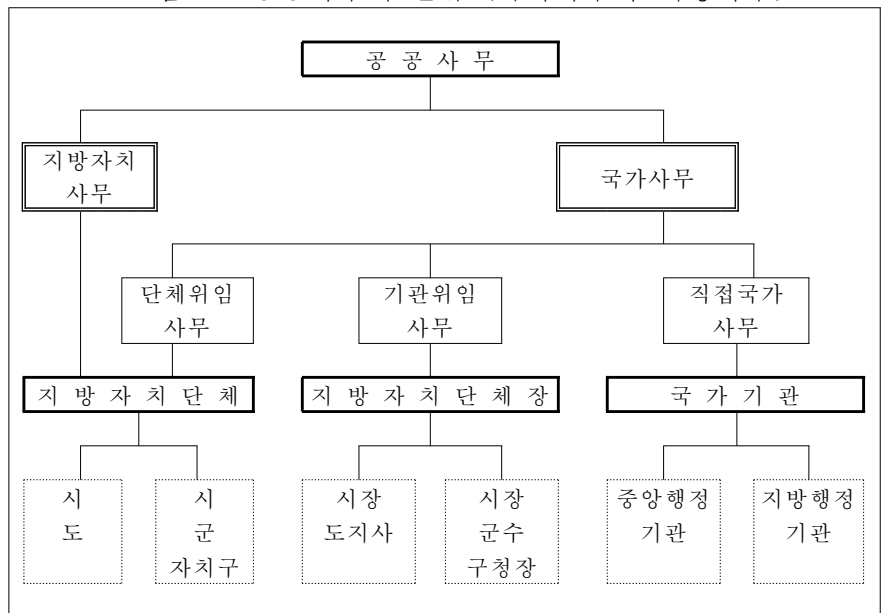 공 공 사 무
지방자치
사무
국가사무
단체위임
사무
기관위임
사무
직접국가
사무
지 방 자 치 단 체
지 방 자 치 단 체 장
국 가 기 관
시
도
시
군
자치구
시장
도지사
시장
군수
구청장
중앙행정
기관
지방행정
기관